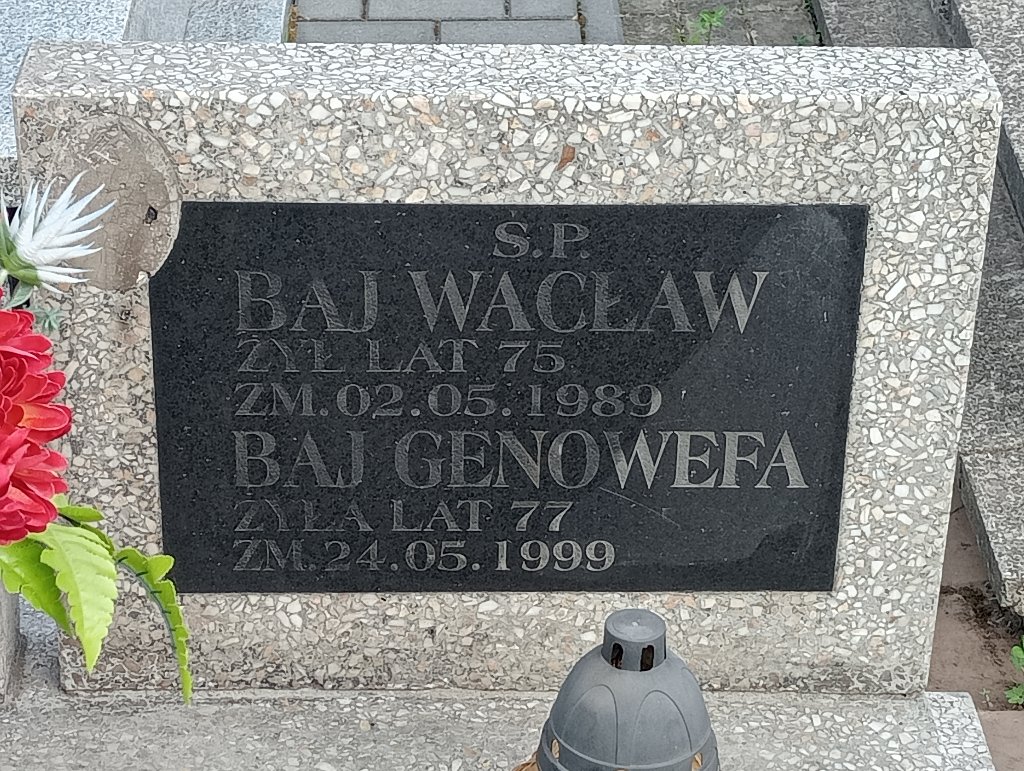 Ś.P.
BAJ WACŁAW
ŻYŁ LAT 75
ZM. 02.05.1989
BAJ GENOWEFA
ŻYŁA LAT 77
ZM. 24.05.1999